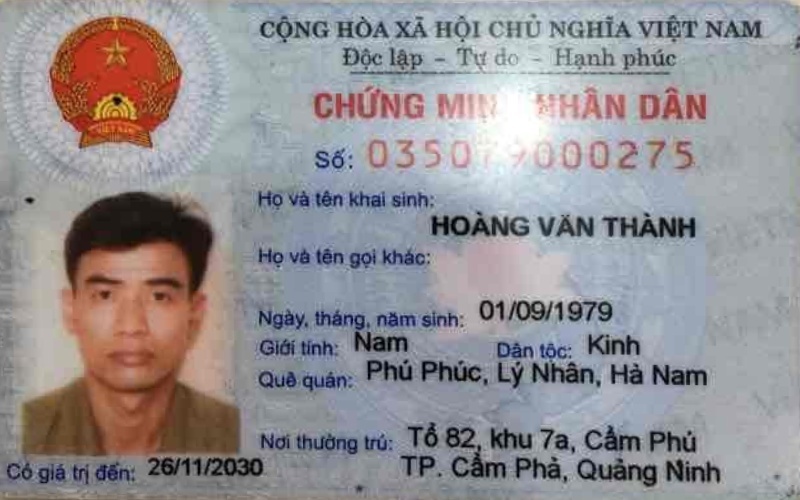 CỘNG HÒA XÃ HỘI CHỦ NGHĨA VIỆT NAM
Độc lập - Tự do - Hạnh phúc
CHỨNG MINH NHÂN DÂN
Số: 035079000275
Họ và tên khai sinh:
HOÀNG VĂN THÀNH
Họ và tên gọi khác:
Ngày, tháng, năm sinh: 01/09/1979
Giới tính: Nam Dân tộc: Kinh
Quê quán: Phú Phúc, Lý Nhân, Hà Nam
Nơi thường trú: Tổ 82, khu 7a, Cẩm Phú
TP. Cẩm Phả, Quảng Ninh
Có giá trị đến: 26/11/2030
VIỆT NAM